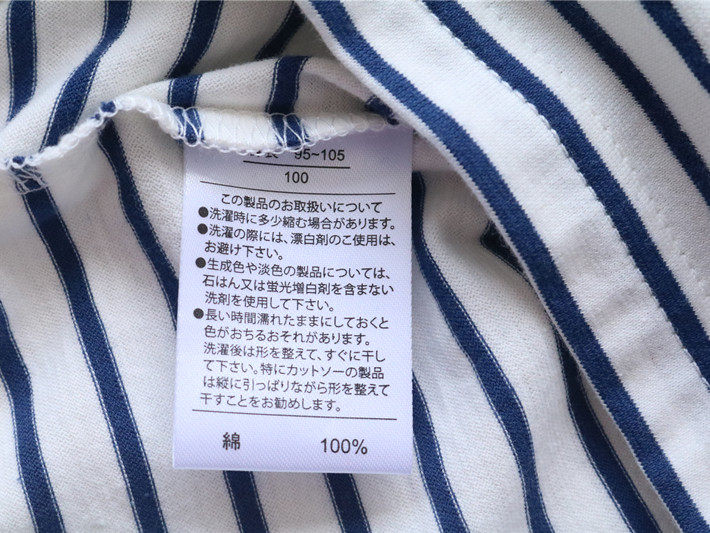 95~105
100
この製品のお取扱いについて
●洗濯時に多少縮む場合があります。
●洗濯の際には、漂白剤のご使用は、
お避け下さい。
●生成色や淡色の製品については、
石はん又は蛍光増白剤を含まない
洗剤を使用して下さい。
●長い時間濡れたままにしておくと
色がおちるおそれがあります。
洗濯後は形を整えて、すぐに干し
て下さい。特にカットソーの製品
は縦に引っぱりながら形を整えて
干すことをお勧めします。
綿 100%